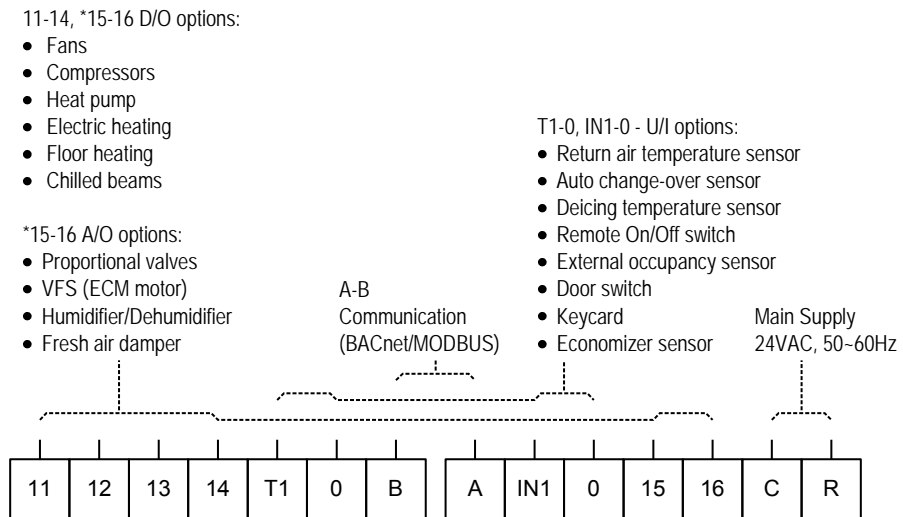 11-14, *15-16 D/O options:
• Fans
• Compressors
• Heat pump
• Electric heating
• Floor heating
• Chilled beams
*15-16 A/O options:
• Proportional valves
• VFS (ECM motor)
• Humidifier/Dehumidifier
• Fresh air damper
A-B
Communication
(BACnet/MODBUS)
T1-0, IN1-0 - U/I options:
• Return air temperature sensor
• Auto change-over sensor
• Deicing temperature sensor
• Remote On/Off switch
• External occupancy sensor
• Door switch
• Keycard
• Economizer sensor
Main Supply
24VAC, 50~60Hz
11 12 13 14 T1 0 B A IN1 0 15 16 C R